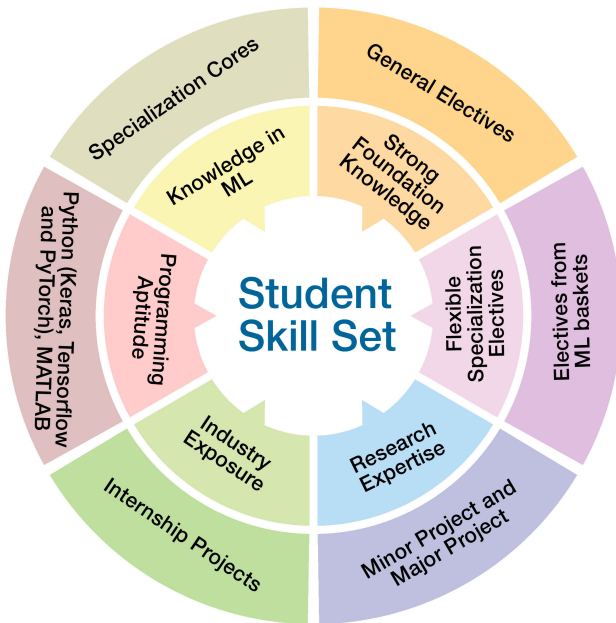 Specialization Cores
General Electives
Knowledge in
ML
Strong
Foundation
Knowledge
Python (Keras, Tensorflow
and PyTorch), MATLAB
Programming
Aptitude
Student
Skill Set
Flexible
Specialization
Electives
Electives from
ML baskets
Industry
Exposure
Research
Expertise
Internship Projects
Minor Project and
Major Project